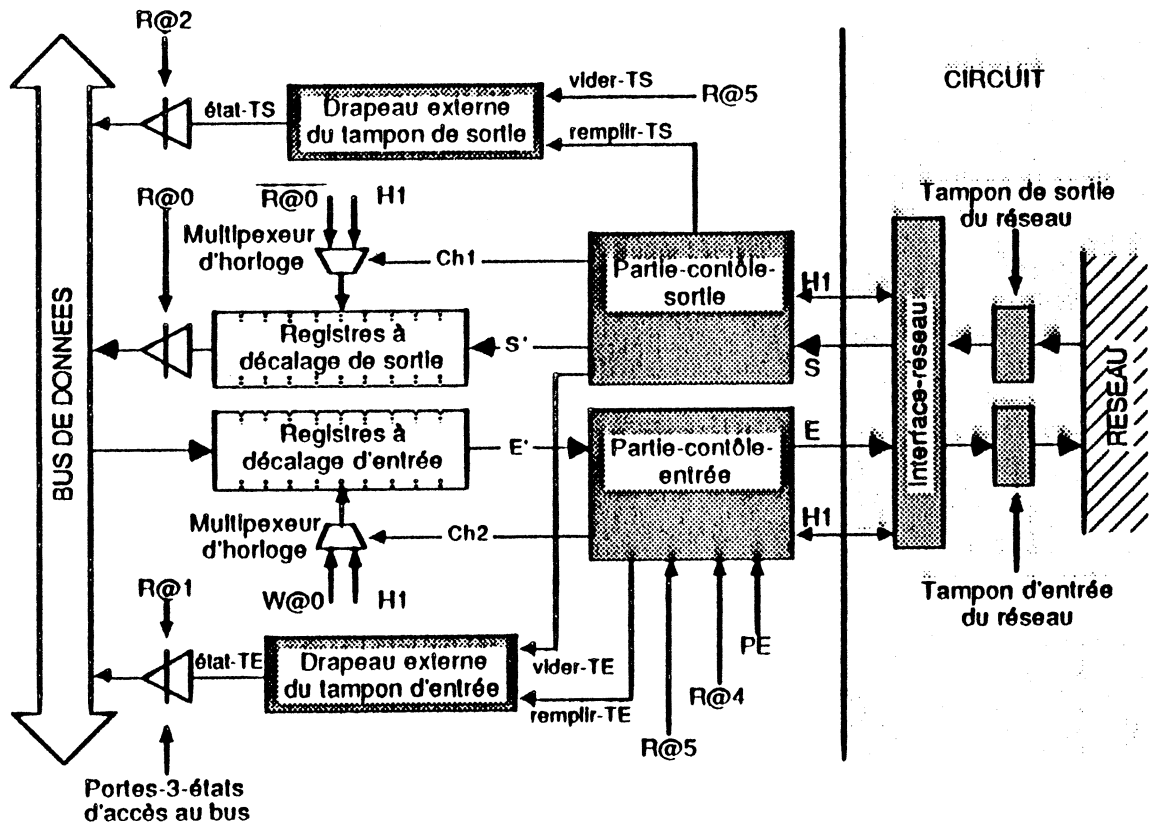 R@2
état-TS
Drapeau externe
du tampon de sortie
vider-TS
R@5
remplir-TS
CIRCUIT
R@0
R@0
H1
Multipexeur
d'horloge
Ch1
Partie-contôle-
sortie
H1
Tampon de sortie
du réseau
BUS DE DONNEES
Registres à
décalage de sortie
S'
S
Interface-réseau
RESEAU
Registres à
décalage d'entrée
E'
Partie-contôle-
entrée
E
Multipexeur
d'horloge
Ch2
H1
W@0
H1
R@1
état-TE
Drapeau externe
du tampon d'entrée
vider-TE
remplir-TE
R@5
R@4
PE
Tampon d'entrée
du réseau
Portes-3-états
d'accès au bus